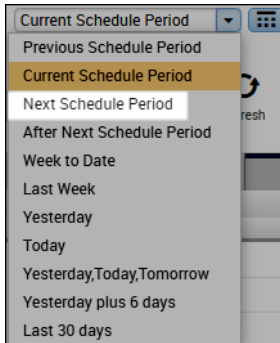 Current Schedule Period
Previous Schedule Period
Current Schedule Period
Next Schedule Period
resh
After Next Schedule Period
Week to Date
Last Week
Yesterday
Today
Yesterday,Today,Tomorrow
Yesterday plus 6 days
Last 30 days